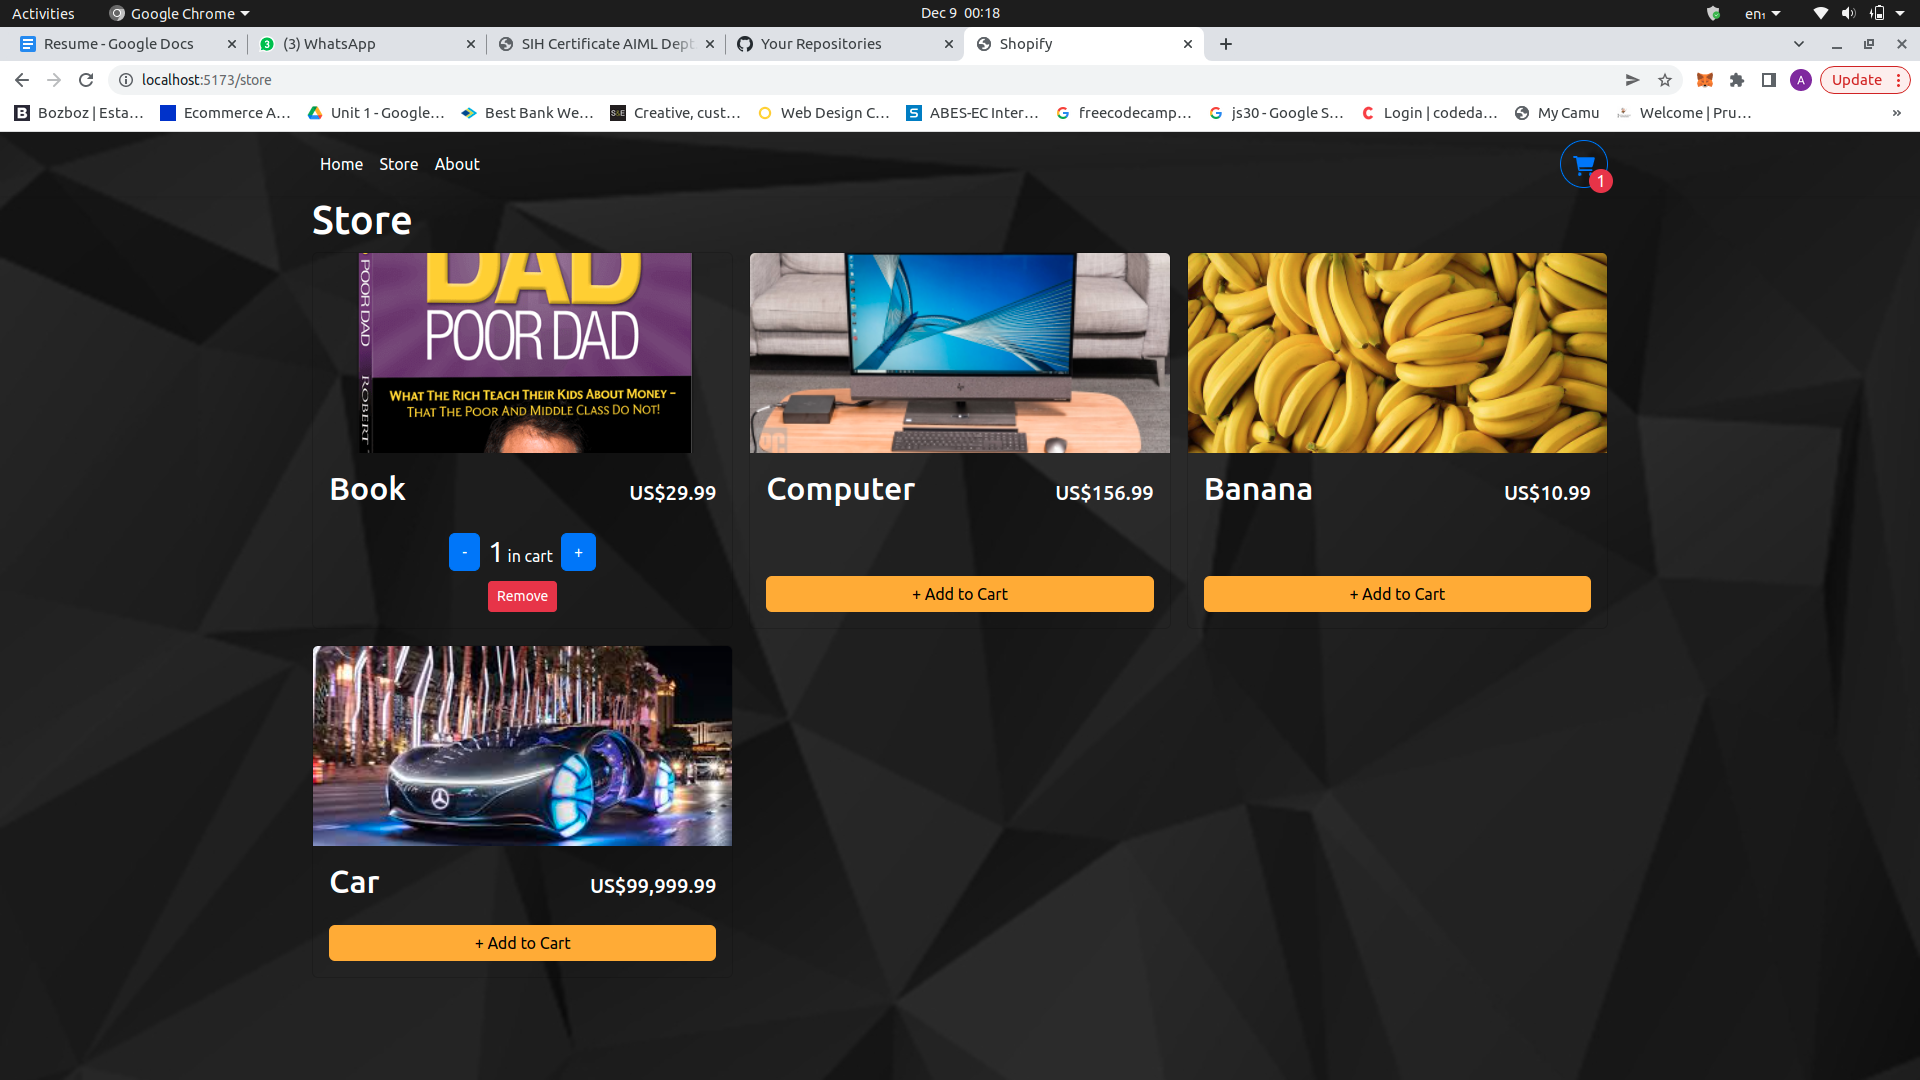 Activities Google Chrome Dec 9 00:18 en₁
Resume - Google Docs (3) WhatsApp SIH Certificate AIML Dept Your Repositories Shopify
localhost:5173/store Update
Bozboz | Esta… Ecommerce A… Unit 1 - Google… Best Bank We… Creative, cust… Web Design C… ABES-EC Inter… freecodecamp… js30 - Google S… Login | codeda… My Camu Welcome | Pru… »
Home Store About
1
Store
DAD
POOR DAD
POOR DAD
WHAT THE RICH TEACH THEIR KIDS ABOUT MONEY –
THAT THE POOR AND MIDDLE CLASS DO NOT!
ROBERT
Book US$29.99
- 1 in cart +
Remove
Computer US$156.99
+ Add to Cart
Banana US$10.99
+ Add to Cart
Car US$99,999.99
+ Add to Cart